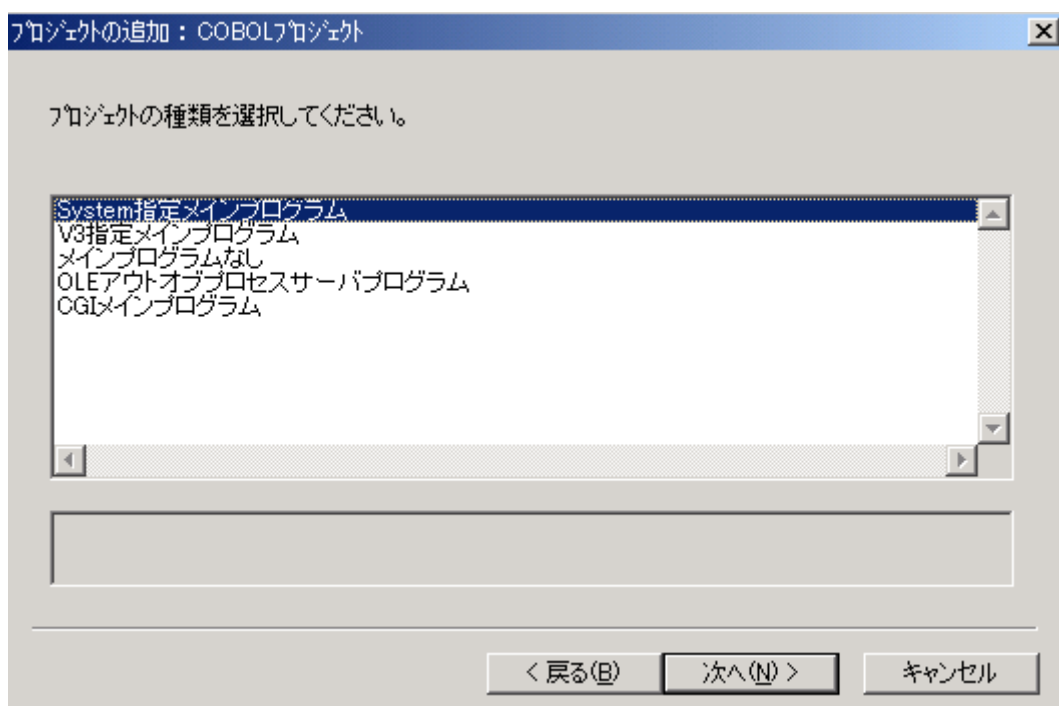 プロジェクトの追加：COBOLプロジェクト
プロジェクトの種類を選択してください。
System指定メインプログラム
V3指定メインプログラム
メインプログラムなし
OLEアウトオブプロセスサーバプログラム
CGIメインプログラム
< 戻る(B)
次へ(N) >
キャンセル